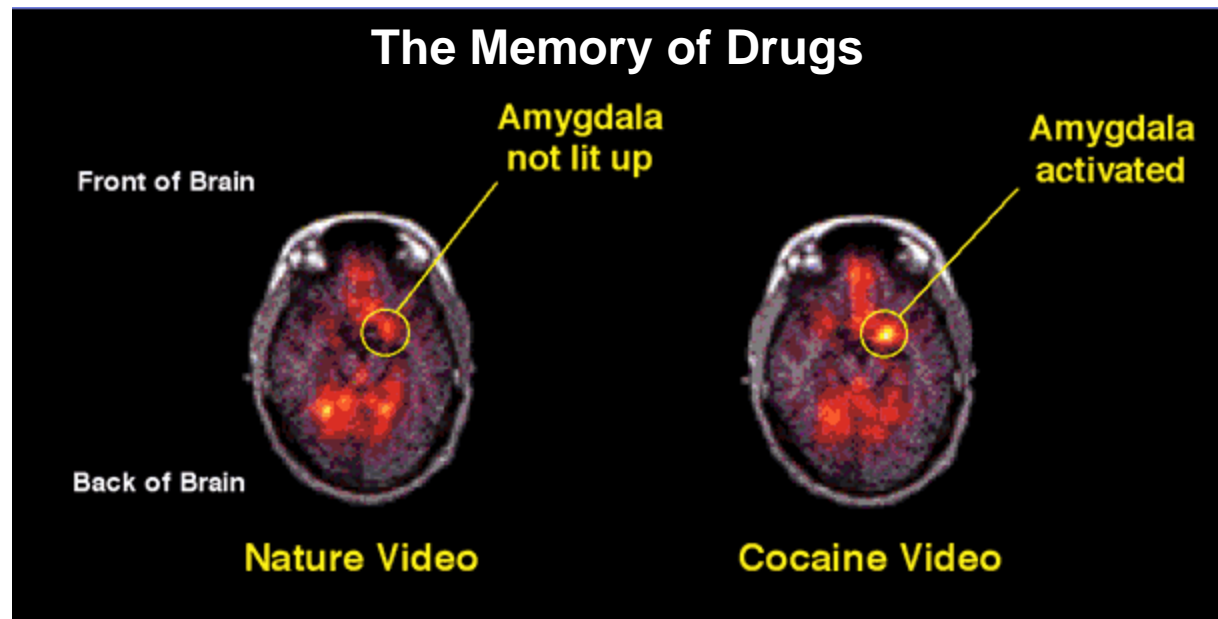 The Memory of Drugs
Amygdala
not lit up
Amygdala
activated
Front of Brain
Back of Brain
Nature Video
Cocaine Video